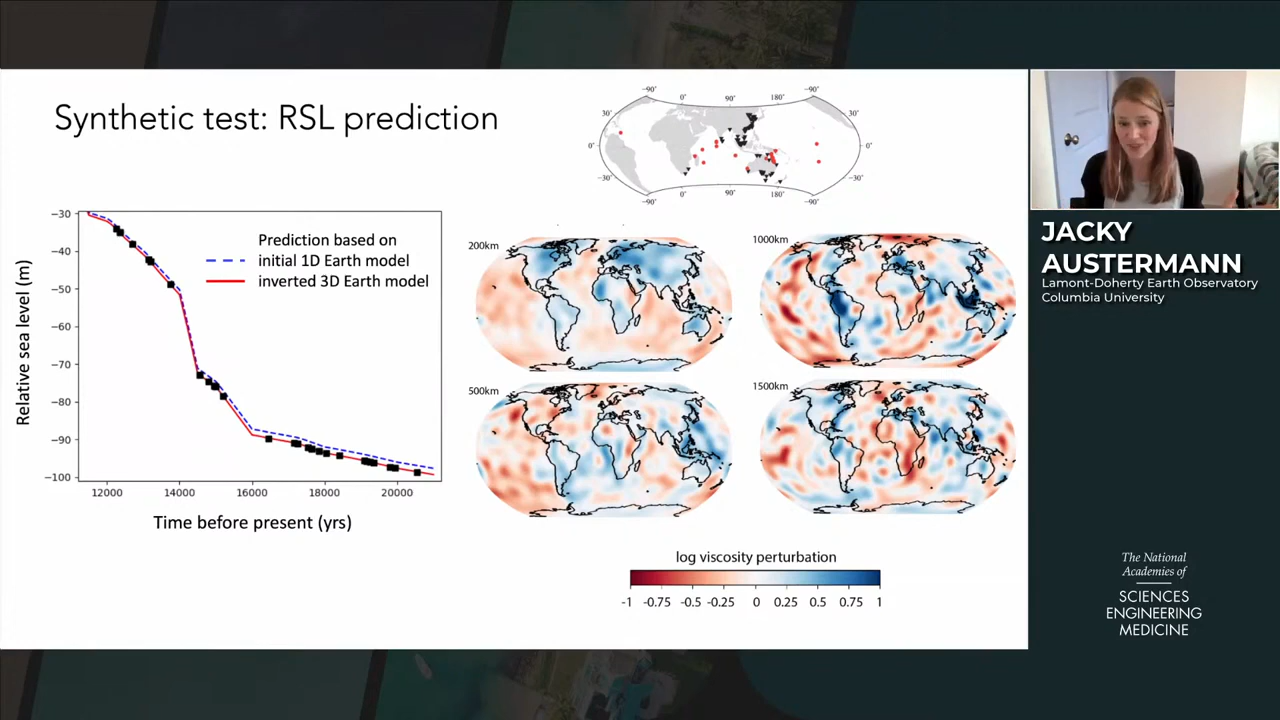 Synthetic test: RSL prediction
−90˚
0˚
90˚
180˚
−90˚
30˚
30˚
0˚
0˚
−30˚
−30˚
−90˚
0˚
90˚
180˚
−90˚
Relative sea level (m)
−30
−40
−50
−60
−70
−80
−90
−100
Prediction based on
initial 1D Earth model
inverted 3D Earth model
12000
14000
16000
18000
20000
Time before present (yrs)
200km
1000km
500km
1500km
log viscosity perturbation
-1
-0.75
-0.5
-0.25
0
0.25
0.5
0.75
1
JACKY
AUSTERMANN
Lamont-Doherty Earth Observatory
Columbia University
The National
Academies of
SCIENCES
ENGINEERING
MEDICINE